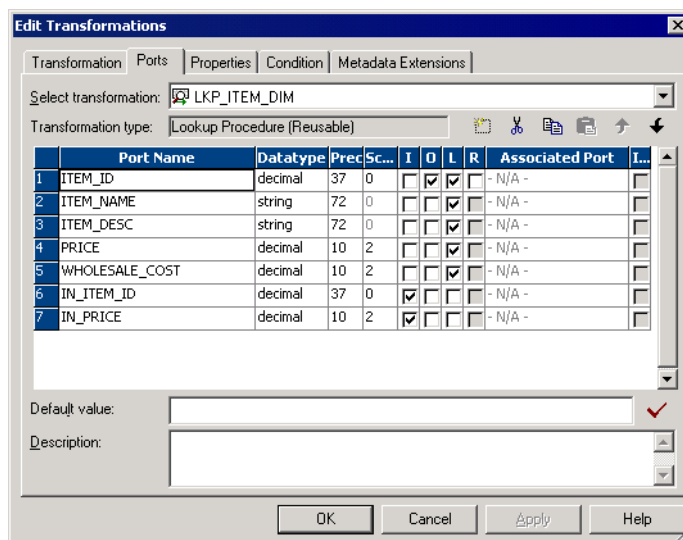 Edit Transformations
Transformation Ports Properties Condition Metadata Extensions
Select transformation: LKP_ITEM_DIM
Transformation type: Lookup Procedure (Reusable)
Port Name Datatype Prec Sc... I O L R Associated Port I...
1 ITEM_ID decimal 37 0 - N/A -
2 ITEM_NAME string 72 0 - N/A -
3 ITEM_DESC string 72 0 - N/A -
4 PRICE decimal 10 2 - N/A -
5 WHOLESALE_COST decimal 10 2 - N/A -
6 IN_ITEM_ID decimal 37 0 - N/A -
7 IN_PRICE decimal 10 2 - N/A -
Default value:
Description:
OK Cancel Apply Help